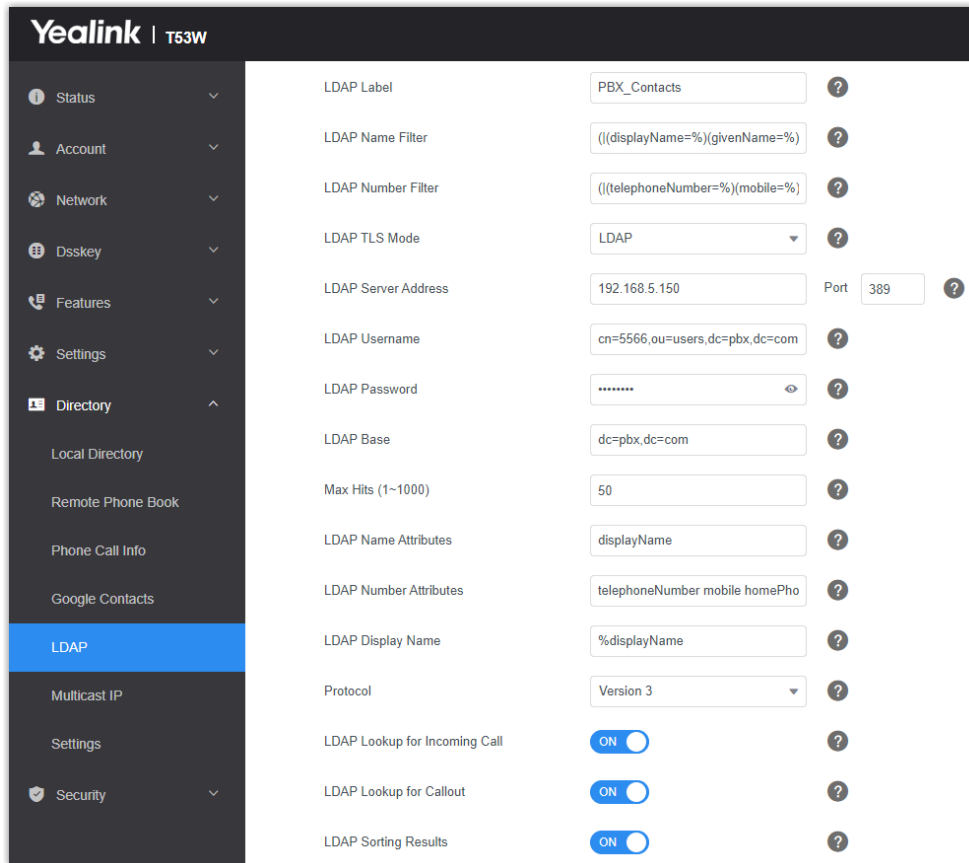 Yealink | T53W
Status
Account
Network
Dsskey
Features
Settings
Directory
Local Directory
Remote Phone Book
Phone Call Info
Google Contacts
LDAP
Multicast IP
Settings
Security
LDAP Label PBX_Contacts ?
LDAP Name Filter (|(displayName=%)(givenName=%) ?
LDAP Number Filter (|(telephoneNumber=%)(mobile=%) ?
LDAP TLS Mode LDAP ?
LDAP Server Address 192.168.5.150 Port 389 ?
LDAP Username cn=5566,ou=users,dc=pbx,dc=com ?
LDAP Password •••••••• ?
LDAP Base dc=pbx,dc=com ?
Max Hits (1~1000) 50 ?
LDAP Name Attributes displayName ?
LDAP Number Attributes telephoneNumber mobile homePho ?
LDAP Display Name %displayName ?
Protocol Version 3 ?
LDAP Lookup for Incoming Call ON ?
LDAP Lookup for Callout ON ?
LDAP Sorting Results ON ?